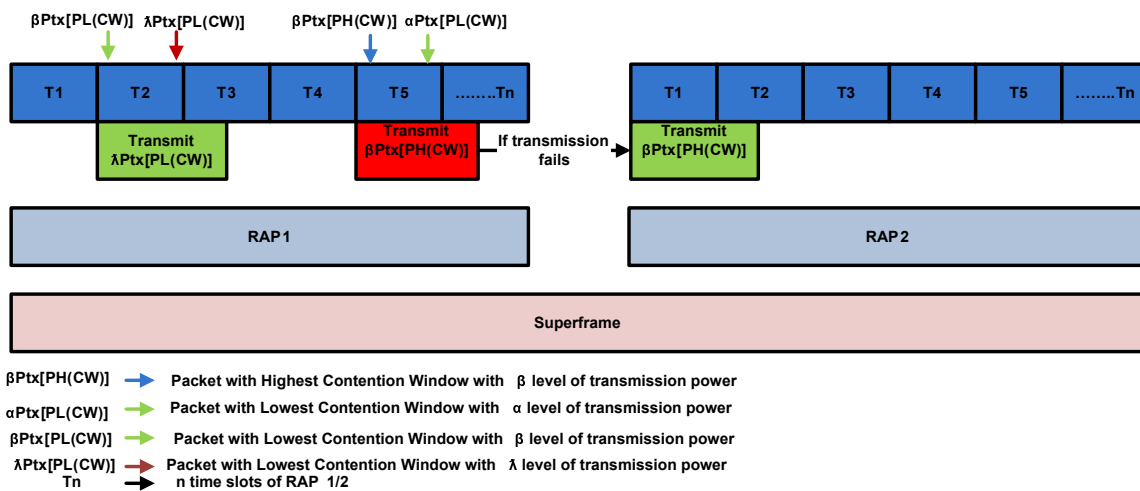 βPtx[PL(CW)] ƛPtx[PL(CW)] βPtx[PH(CW)] αPtx[PL(CW)]
T1 T2 T3 T4 T5 ........Tn T1 T2 T3 T4 T5 ........Tn
Transmit
ƛPtx[PL(CW)]
Transmit
βPtx[PH(CW)]
If transmission
fails
Transmit
βPtx[PH(CW)]
RAP1 RAP2
Superframe
βPtx[PH(CW)] Packet with Highest Contention Window with β level of transmission power
αPtx[PL(CW)] Packet with Lowest Contention Window with α level of transmission power
βPtx[PL(CW)] Packet with Lowest Contention Window with β level of transmission power
ƛPtx[PL(CW)] Packet with Lowest Contention Window with ƛ level of transmission power
Tn n time slots of RAP 1/2